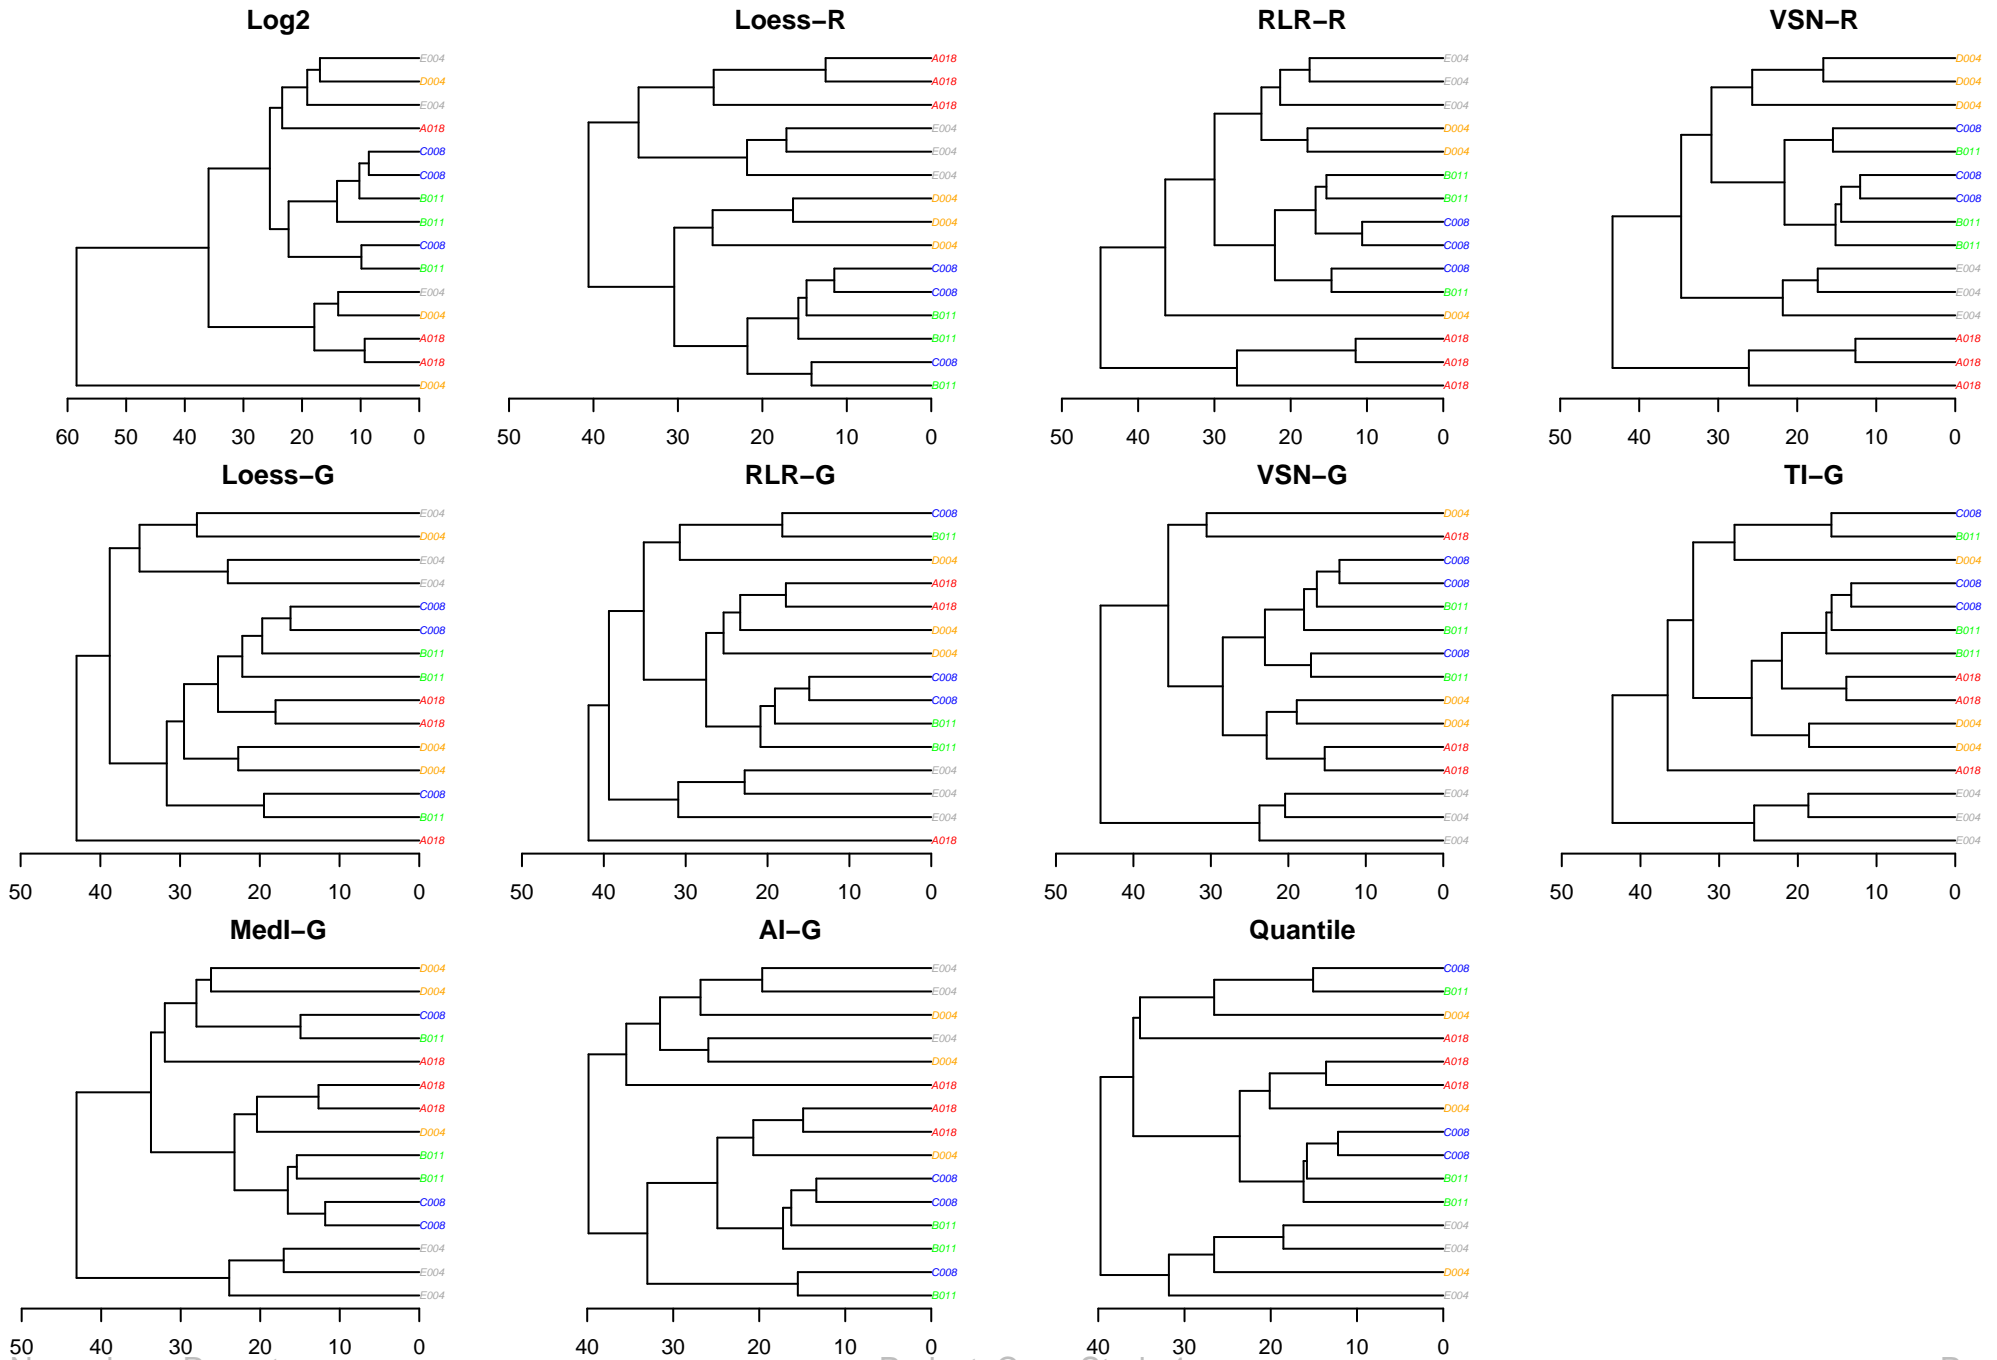 Log2
E004
D004
E004
A018
C008
C008
B011
B011
C008
B011
E004
D004
A018
A018
D004
60 50 40 30 20 10 0
Loess−R
A018
A018
A018
E004
E004
E004
D004
D004
D004
C008
C008
B011
B011
C008
B011
50 40 30 20 10 0
RLR−R
E004
E004
E004
D004
D004
B011
B011
C008
C008
C008
B011
D004
A018
A018
A018
50 40 30 20 10 0
VSN−R
D004
D004
D004
C008
B011
C008
C008
B011
B011
E004
E004
E004
A018
A018
A018
50 40 30 20 10 0
Loess−G
E004
D004
E004
E004
C008
C008
B011
B011
A018
A018
D004
D004
C008
B011
A018
50 40 30 20 10 0
RLR−G
C008
B011
D004
A018
A018
D004
D004
C008
C008
B011
B011
E004
E004
E004
A018
50 40 30 20 10 0
VSN−G
D004
A018
C008
C008
B011
B011
C008
B011
D004
D004
A018
A018
E004
E004
E004
50 40 30 20 10 0
TI−G
C008
B011
D004
C008
C008
B011
B011
A018
A018
D004
D004
A018
E004
E004
E004
50 40 30 20 10 0
MedI−G
D004
D004
C008
B011
A018
A018
A018
D004
B011
B011
C008
C008
E004
E004
E004
50 40 30 20 10 0
AI−G
E004
E004
D004
E004
D004
A018
A018
A018
D004
C008
C008
B011
B011
C008
B011
40 30 20 10 0
Quantile
C008
B011
D004
A018
A018
A018
D004
C008
C008
B011
B011
E004
E004
D004
E004
40 30 20 10 0